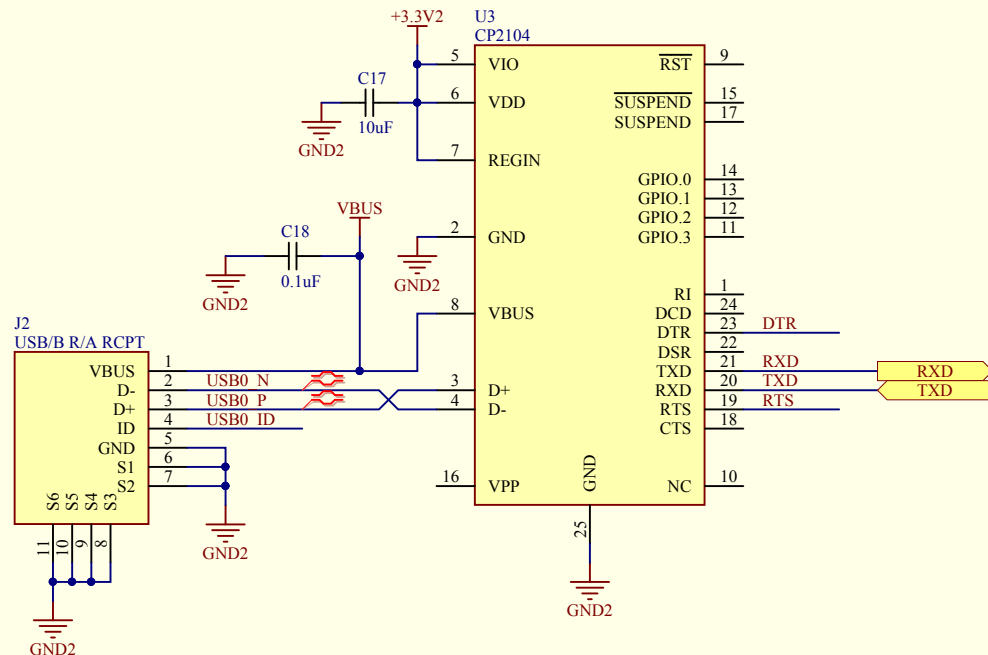 +3.3V2
U3
CP2104
C17
10uF
GND2
5 VIO
6 VDD
7 REGIN
2 GND
8 VBUS
3 D+
4 D-
16 VPP
GND
25
GND2
RST 9
SUSPEND 15
SUSPEND 17
GPIO.0 14
GPIO.1 13
GPIO.2 12
GPIO.3 11
RI 1
DCD 24
DTR 23 DTR
DSR 22
TXD 21 RXD RXD
RXD 20 TXD TXD
RTS 19 RTS
CTS 18
NC 10
VBUS
C18
0.1uF
GND2
GND2
J2
USB/B R/A RCPT
VBUS 1
D- 2 USB0_N
D+ 3 USB0_P
ID 4 USB0_ID
GND 5
S1 6
S2 7
S6 S5 S4 S3
11 10 9 8
GND2
GND2